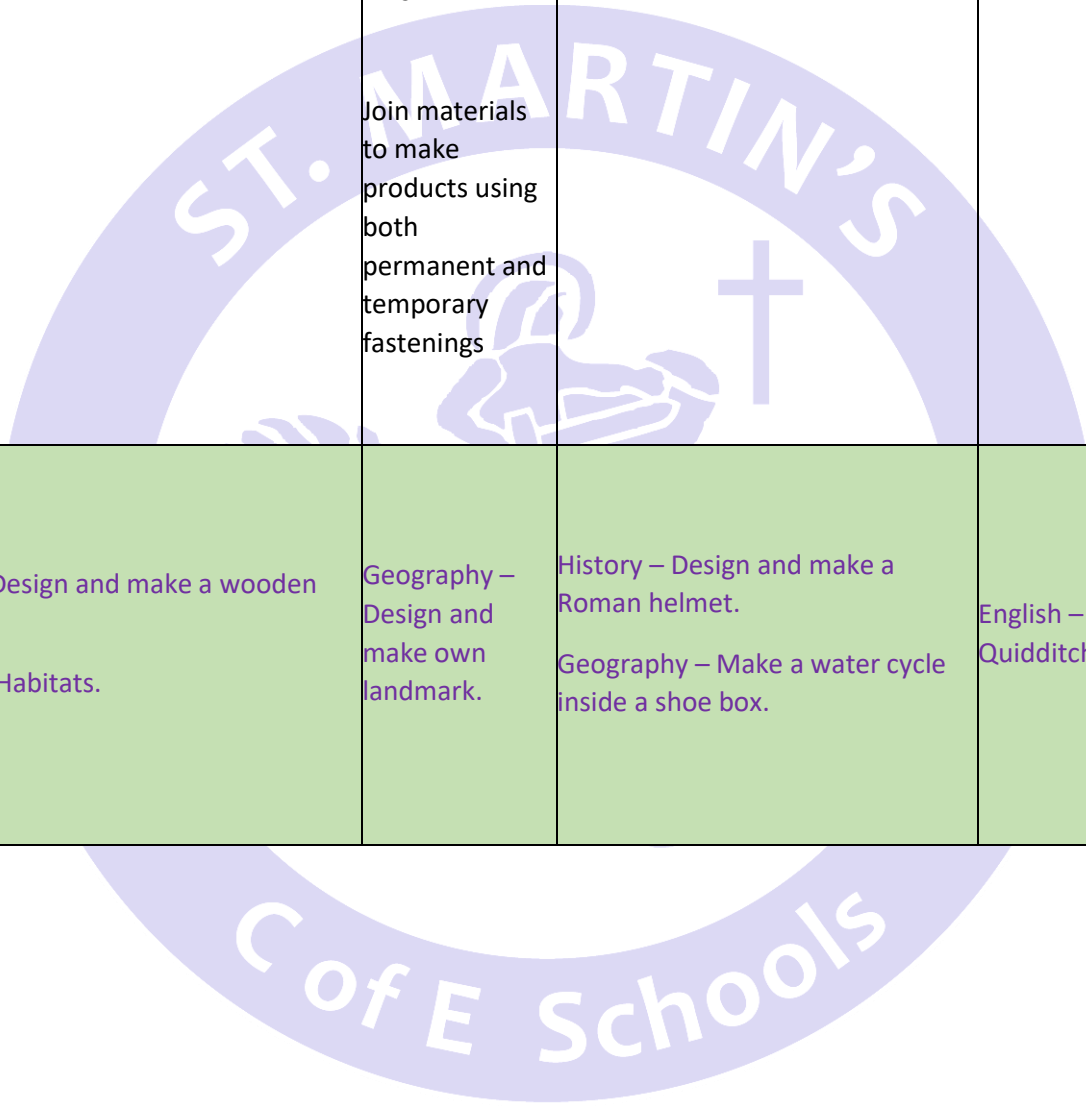 ST. MARTIN'S
Join materials
to make
products using
both
permanent and
temporary
fastenings
Design and make a wooden
Habitats.
Geography –
Design and
make own
landmark.
History – Design and make a
Roman helmet.
Geography – Make a water cycle
inside a shoe box.
English –
Quidditch
C of E Schools